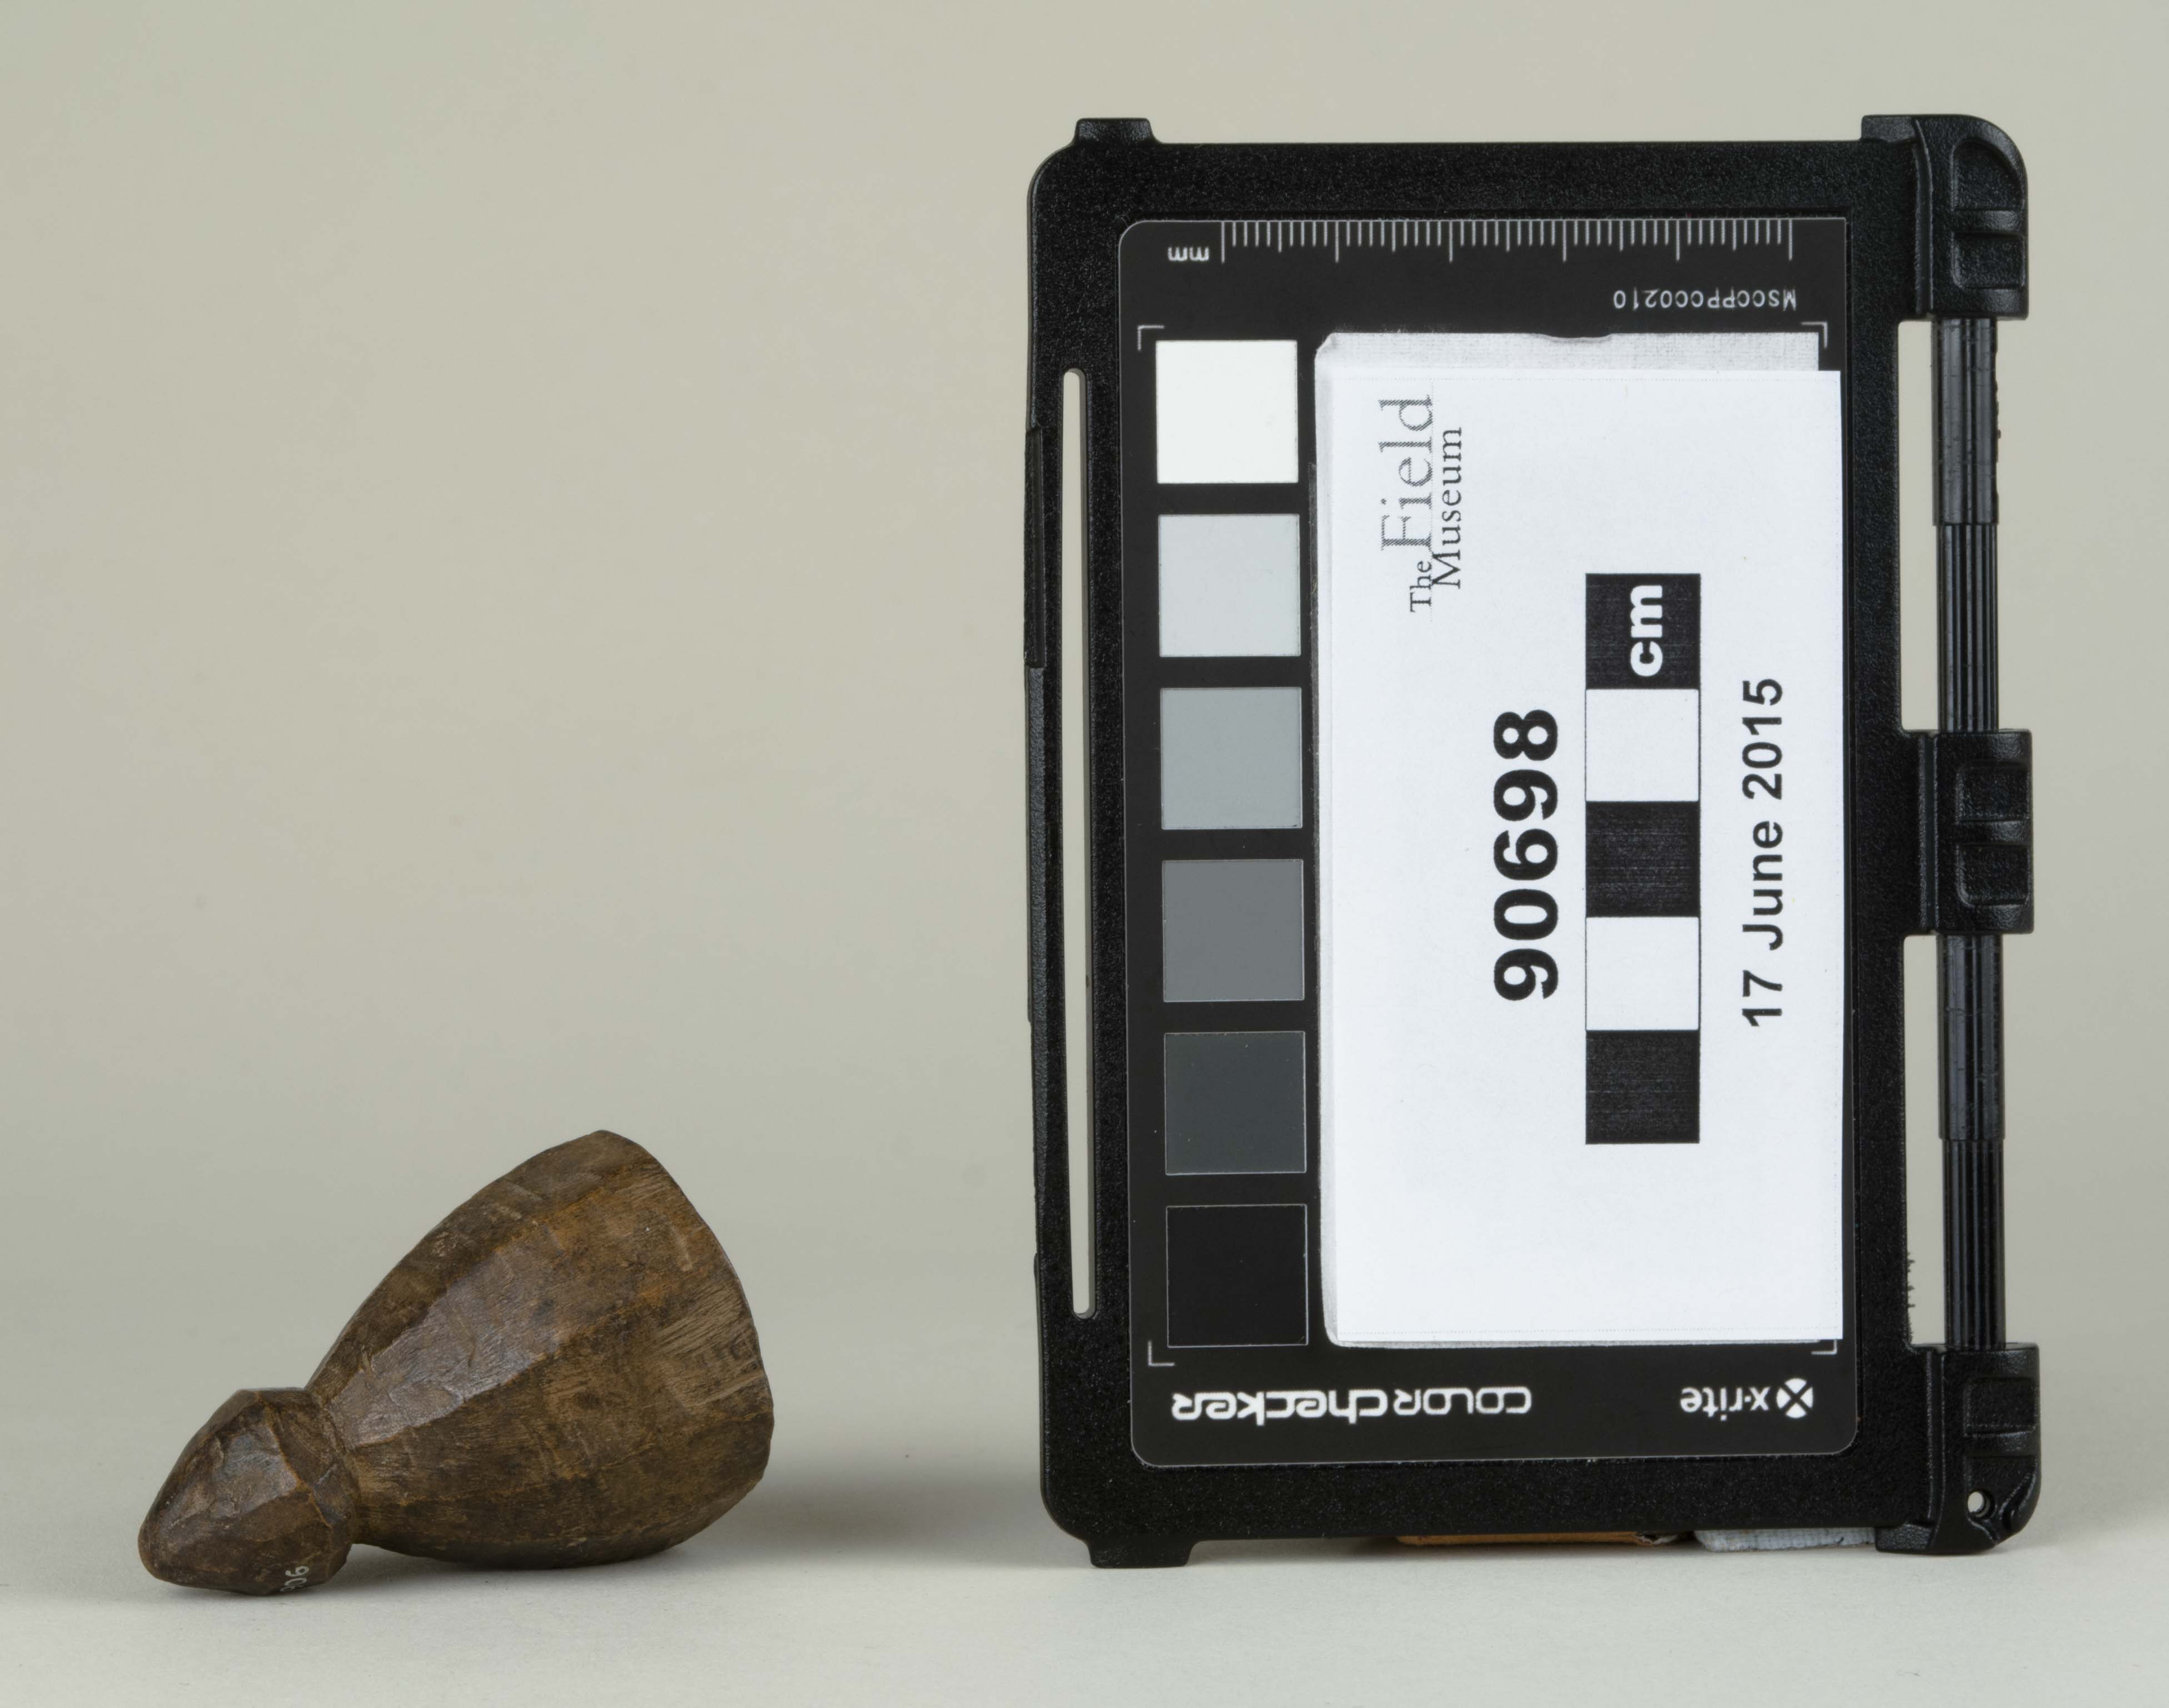 mm
MSCCPPCC0210
The Field
Museum
90698
cm
17 June 2015
colorchecker
x-rite